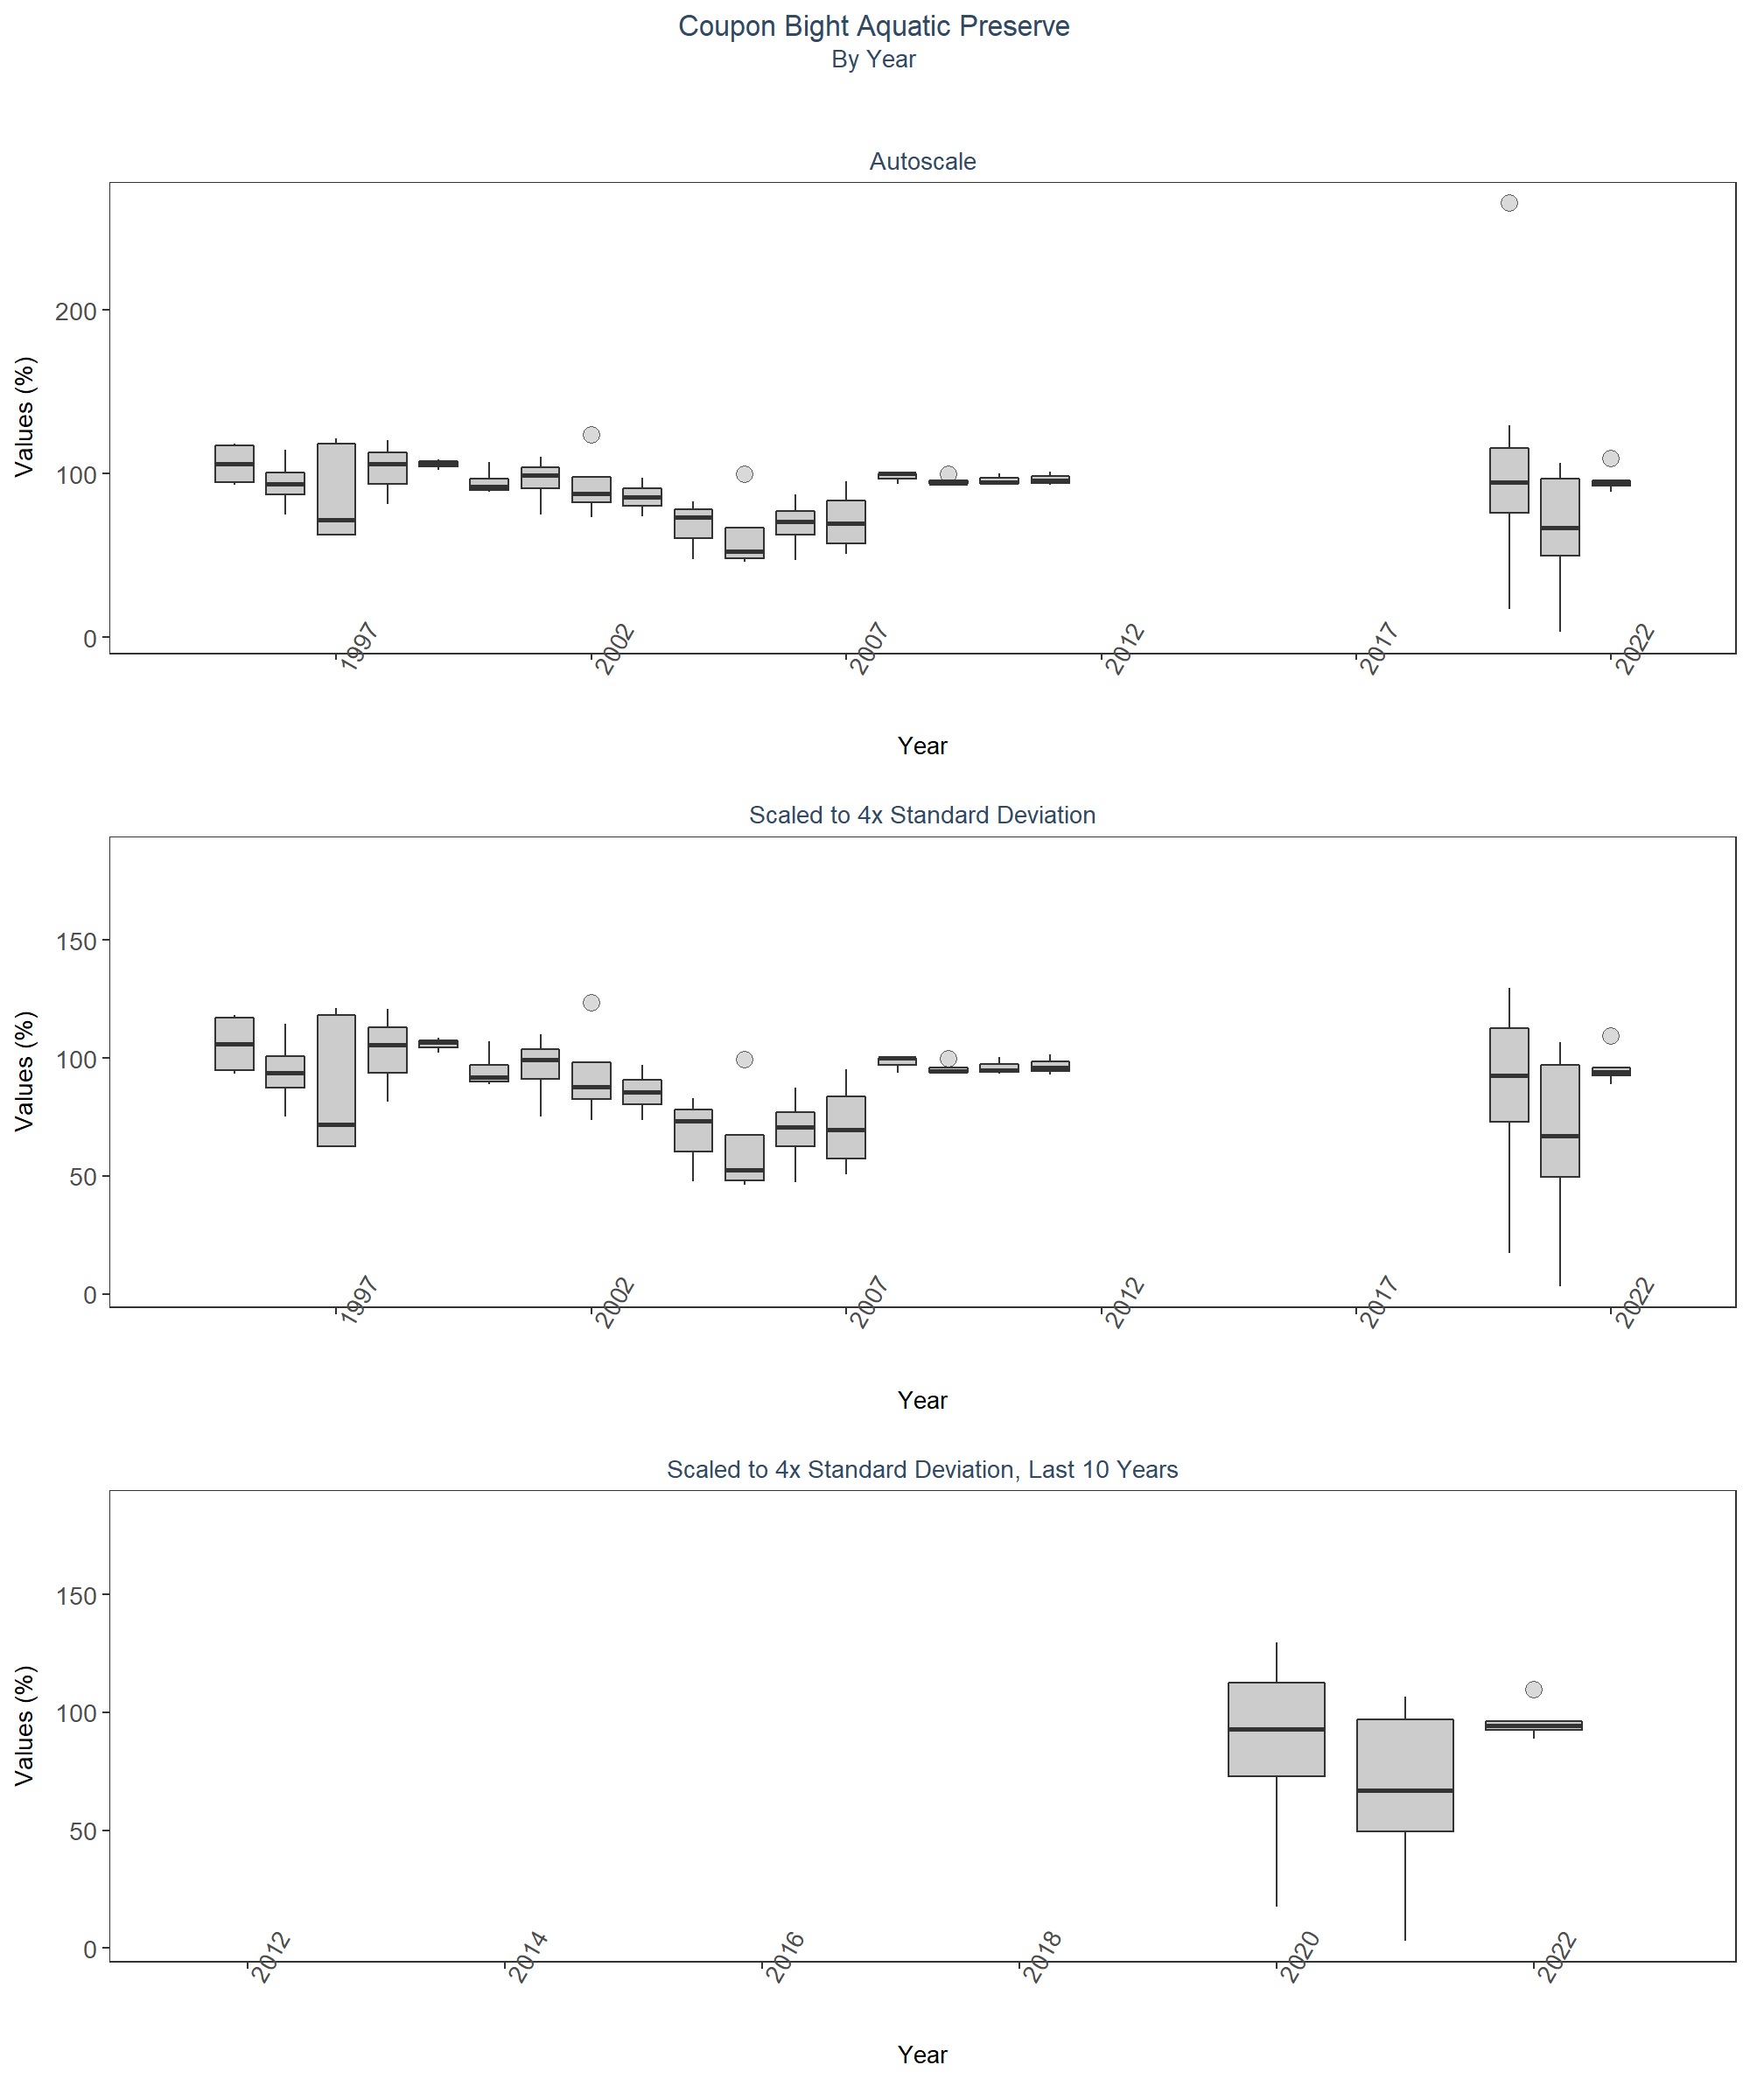 Coupon Bight Aquatic Preserve
By Year
Autoscale
Values (%)
200
100
0
1997
2002
2007
2012
2017
2022
Year
Scaled to 4x Standard Deviation
Values (%)
150
100
50
0
1997
2002
2007
2012
2017
2022
Year
Scaled to 4x Standard Deviation, Last 10 Years
Values (%)
150
100
50
0
2012
2014
2016
2018
2020
2022
Year